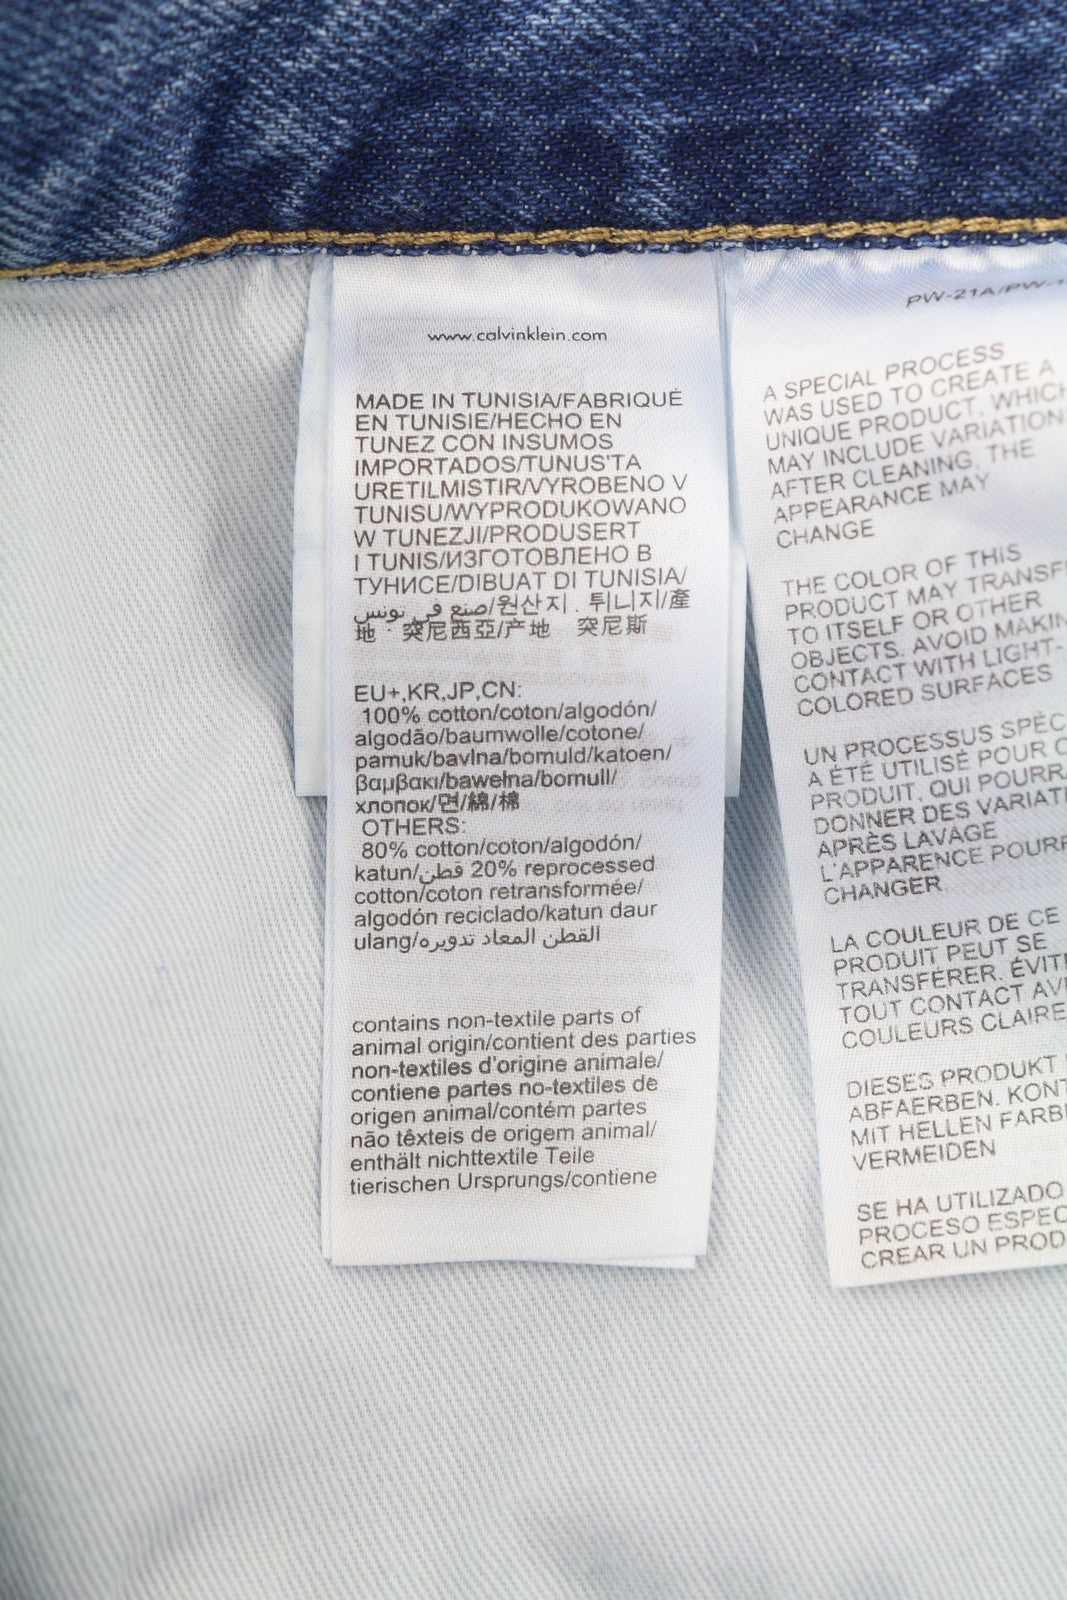 www.calvinklein.com
MADE IN TUNISIA/FABRIQUÉ
EN TUNISIE/HECHO EN
TUNEZ CON INSUMOS
IMPORTADOS/TUNUS'TA
URETILMISTIR/VYROBENO V
TUNISU/WYPRODUKOWANO
W TUNEZJI/PRODUSERT
I TUNIS/ИЗГОТОВЛЕНО В
ТУНИСЕ/DIBUAT DI TUNISIA/
صنع في تونس/원산지 . 튀니지/產
地 · 突尼西亞/产地 突尼斯
EU+,KR,JP,CN:
100% cotton/coton/algodón/
algodão/baumwolle/cotone/
pamuk/bavlna/bomuld/katoen/
βαμβακι/bawełna/bomull/
хлопок/면/綿/棉
OTHERS:
80% cotton/coton/algodón/
katun/قطن 20% reprocessed
cotton/coton retransformée/
algodón reciclado/katun daur
ulang/القطن المعاد تدويره
contains non-textile parts of
animal origin/contient des parties
non-textiles d'origine animale/
contiene partes no-textiles de
origen animal/contém partes
não têxteis de origem animal/
enthält nichttextile Teile
tierischen Ursprungs/contiene
PW-21A/PW-1
A SPECIAL PROCESS
WAS USED TO CREATE A
UNIQUE PRODUCT, WHICH
MAY INCLUDE VARIATION
AFTER CLEANING, THE
APPEARANCE MAY
CHANGE
THE COLOR OF THIS
PRODUCT MAY TRANSF
TO ITSELF OR OTHER
OBJECTS. AVOID MAKIN
CONTACT WITH LIGHT-
COLORED SURFACES
UN PROCESSUS SPÉC
A ÉTÉ UTILISÉ POUR C
PRODUIT, QUI POURRA
DONNER DES VARIATI
APRÈS LAVAGE
L'APPARENCE POURR
CHANGER
LA COULEUR DE CE
PRODUIT PEUT SE
TRANSFÉRER. ÉVITE
TOUT CONTACT AVE
COULEURS CLAIRE
DIESES PRODUKT
ABFAERBEN. KONT
MIT HELLEN FARB
VERMEIDEN
SE HA UTILIZADO
PROCESO ESPEC
CREAR UN PROD